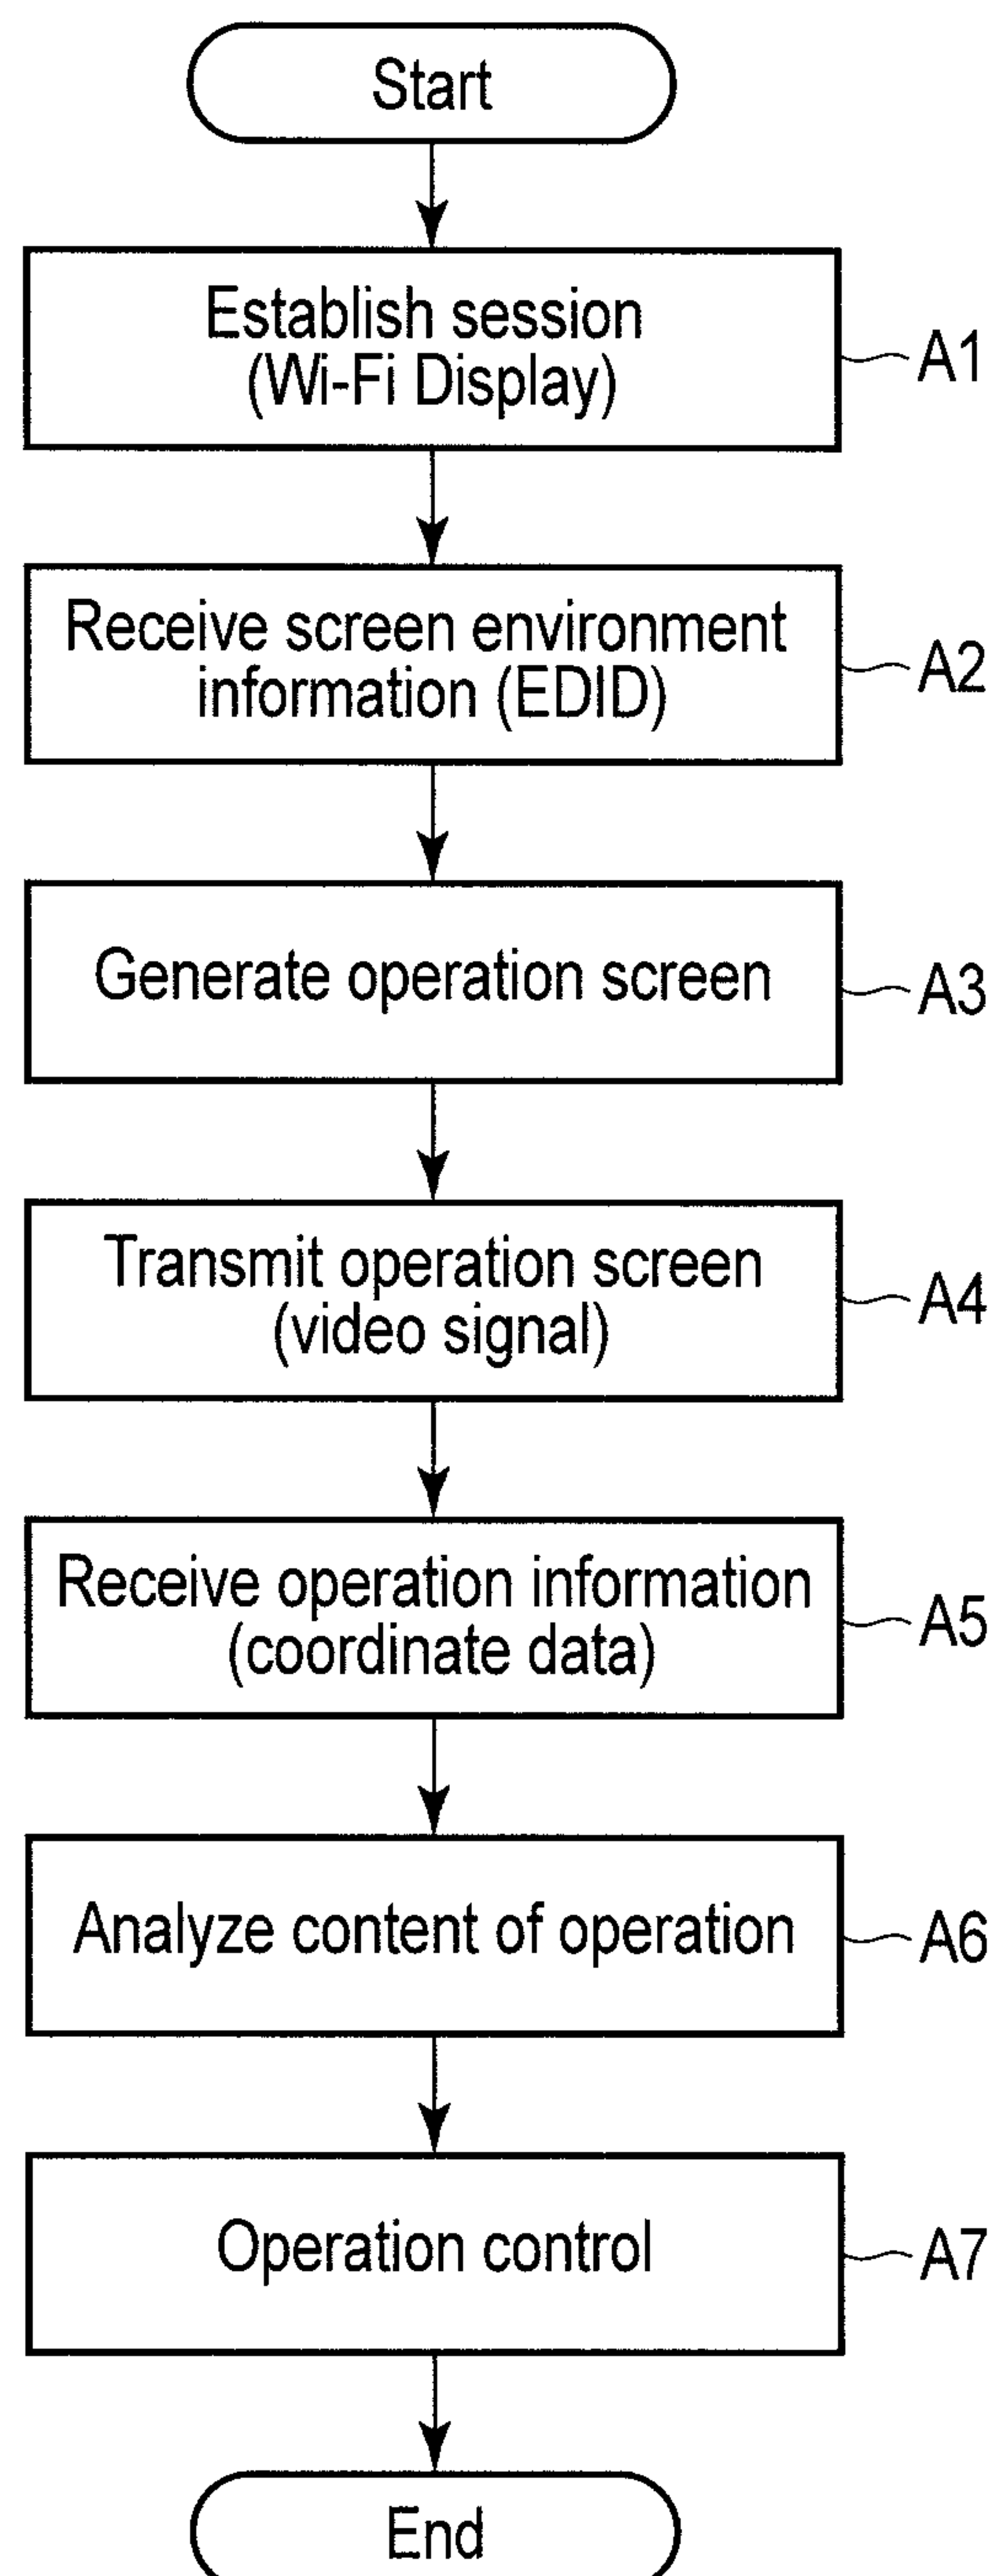 Start
Establish session
(Wi-Fi Display)
A1
Receive screen environment
information (EDID)
A2
Generate operation screen
A3
Transmit operation screen
(video signal)
A4
Receive operation information
(coordinate data)
A5
Analyze content of operation
A6
Operation control
A7
End